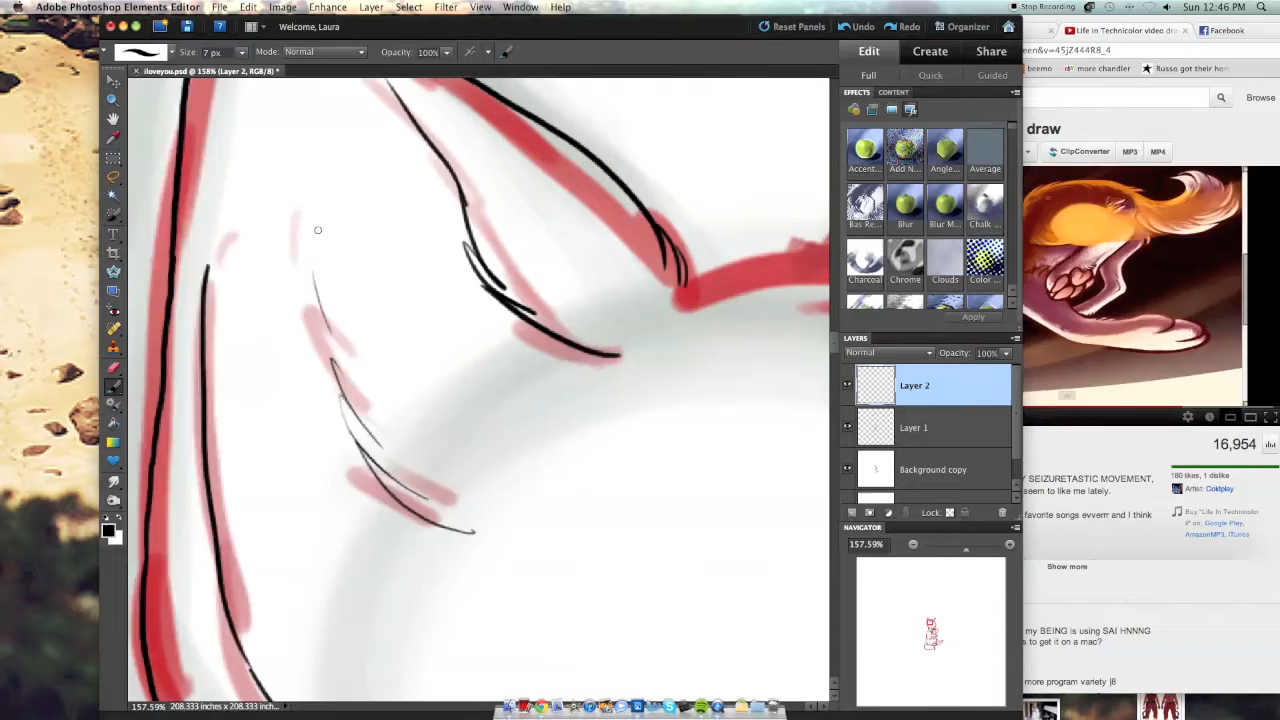 Adobe Photoshop Elements File Edit Image Enhance Layer Select Filter View Window Help Stop Recording Sun 12:46 PM
Welcome, Laura Reset Panels Undo Redo Organizer
Life in Technicolor video dra Facebook
Size: 7 px Mode: Normal Opacity: 100% Edit Create Share
een&v=45jZ444R8_4
iloveyou.psd @ 158% (Layer 2, RGB/8) *
Full Quick Guided
beemo more chandler Russo got their hom
EFFECTS CONTENT
Browse
draw
ClipConverter MP3 MP4
Accent... Add N... Angle... Average
Bas Re... Blur Blur M... Chalk ...
Chrome Clouds Color ...
Apply
LAYERS
Normal Opacity: 100%
Layer 2
Layer 1
Background copy
Lock:
NAVIGATOR
157.59%
16,954
180 likes, 1 dislike
Y SEIZURETASTIC MOVEMENT,
seem to like me lately.
Artist: Coldplay
favorite songs evverrr and I think
Buy "Life In Technicolor
ii" on: Google Play,
AmazonMP3, iTunes
Show more
my BEING is using SAI HNNNG
s to get it on a mac?
more program variety |8
157.59% 208.333 inches x 208.333 inch...